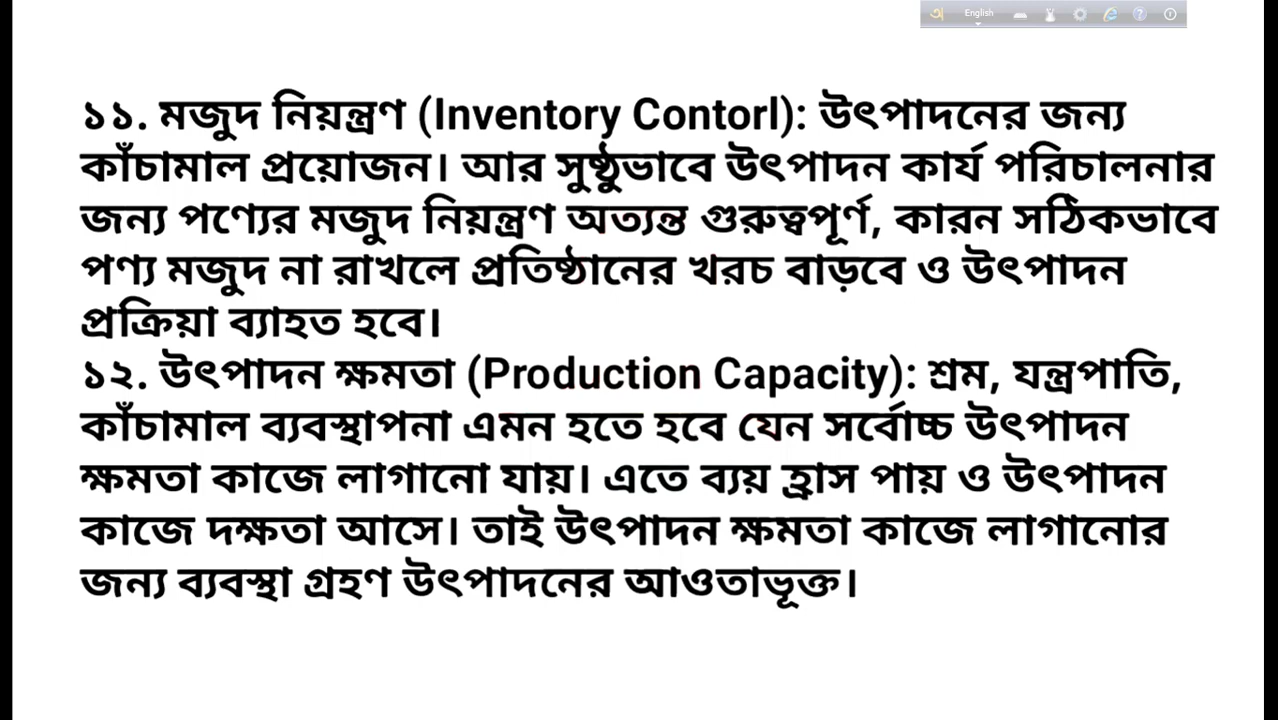 English
১১. মজুদ নিয়ন্ত্রণ (Inventory Contorl): উৎপাদনের জন্য
কাঁচামাল প্রয়োজন। আর সুষ্ঠুভাবে উৎপাদন কার্য পরিচালনার
জন্য পণ্যের মজুদ নিয়ন্ত্রণ অত্যন্ত গুরুত্বপূর্ণ, কারন সঠিকভাবে
পণ্য মজুদ না রাখলে প্রতিষ্ঠানের খরচ বাড়বে ও উৎপাদন
প্রক্রিয়া ব্যাহত হবে।
১২. উৎপাদন ক্ষমতা (Production Capacity): শ্রম, যন্ত্রপাতি,
কাঁচামাল ব্যবস্থাপনা এমন হতে হবে যেন সর্বোচ্চ উৎপাদন
ক্ষমতা কাজে লাগানো যায়। এতে ব্যয় হ্রাস পায় ও উৎপাদন
কাজে দক্ষতা আসে। তাই উৎপাদন ক্ষমতা কাজে লাগানোর
জন্য ব্যবস্থা গ্রহণ উৎপাদনের আওতাভূক্ত।